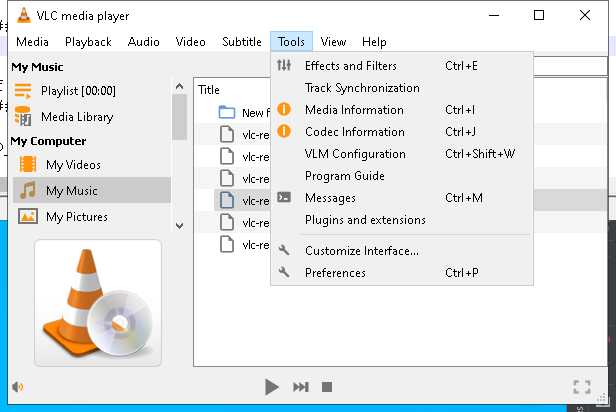 VLC media player
Media Playback Audio Video Subtitle Tools View Help
My Music
Playlist [00:00]
Media Library
My Computer
My Videos
My Music
My Pictures
Title
New f
vlc-re
vlc-re
vlc-re
vlc-re
vlc-re
vlc-re
Effects and Filters Ctrl+E
Track Synchronization
Media Information Ctrl+I
Codec Information Ctrl+J
VLM Configuration Ctrl+Shift+W
Program Guide
Messages Ctrl+M
Plugins and extensions
Customize Interface...
Preferences Ctrl+P